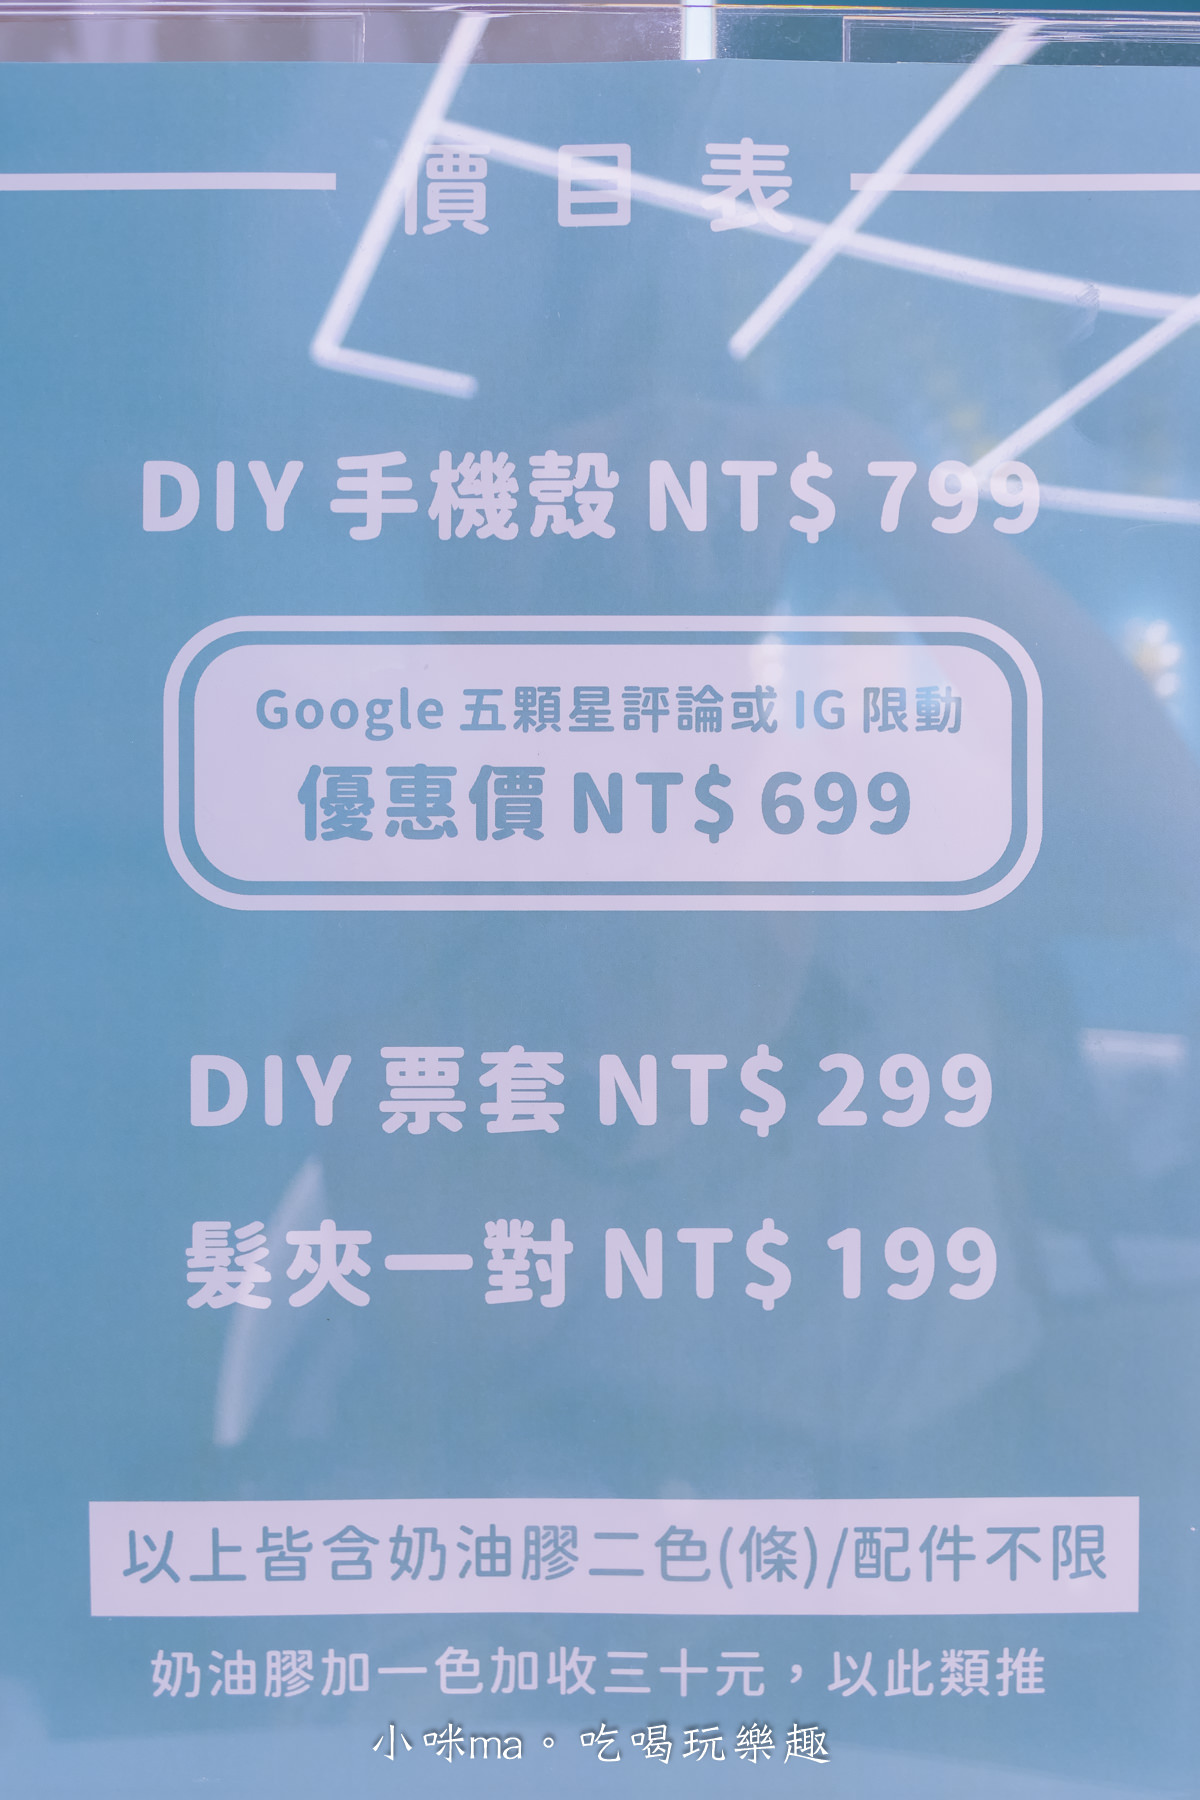 價目表
DIY 手機殼 NT$ 799
Google 五顆星評論或 IG 限動
優惠價 NT$ 699
DIY 票套 NT$ 299
髮夾一對 NT$ 199
以上皆含奶油膠二色(條)/配件不限
奶油膠加一色加收三十元，以此類推
小咪ma。吃喝玩樂趣